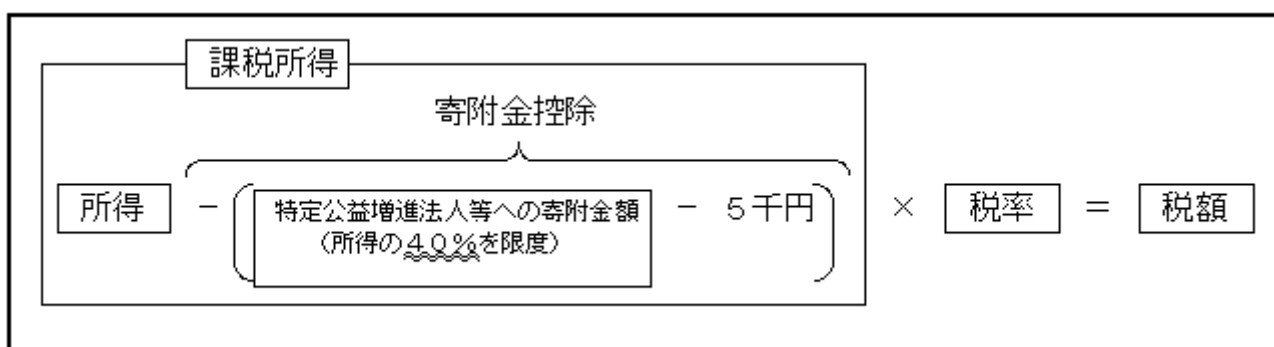 課税所得
寄附金控除
所得 － (特定公益増進法人等への寄附金額 － 5千円) × 税率 ＝ 税額
(所得の40%を限度)